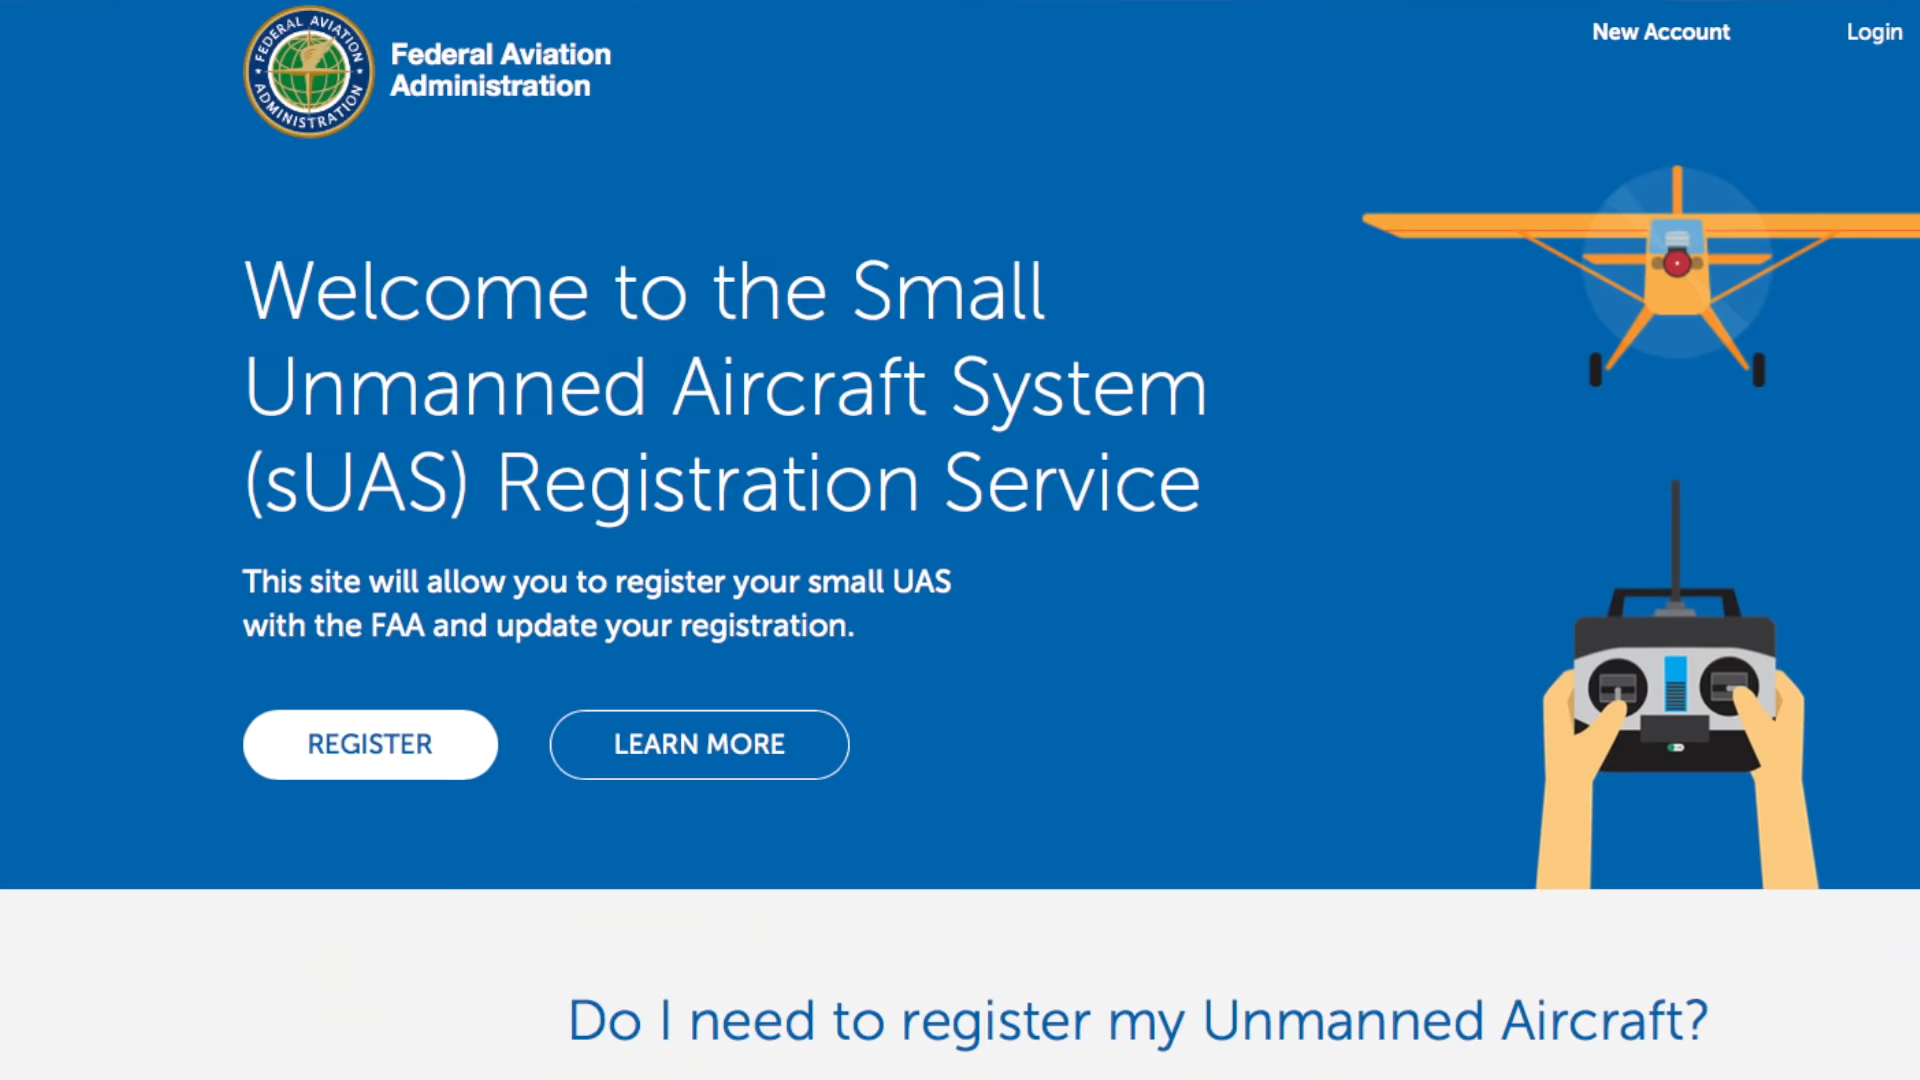 FEDERAL AVIATION
ADMINISTRATION
Federal Aviation
Administration
New Account
Login
Welcome to the Small
Unmanned Aircraft System
(sUAS) Registration Service
This site will allow you to register your small UAS
with the FAA and update your registration.
REGISTER
LEARN MORE
Do I need to register my Unmanned Aircraft?